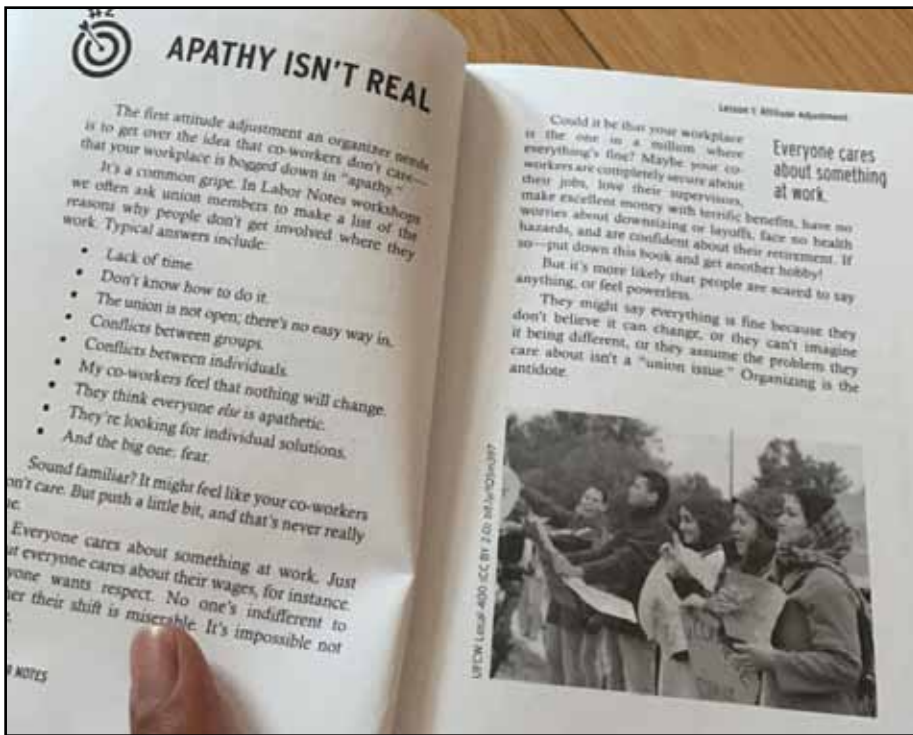 #2
APATHY ISN'T REAL
The first attitude adjustment an organizer needs
is to get over the idea that co-workers don't care—
that your workplace is bogged down in "apathy."
It's a common gripe. In Labor Notes workshops
we often ask union members to make a list of the
reasons why people don't get involved where they
work. Typical answers include:
• Lack of time.
• Don't know how to do it.
• The union is not open; there's no easy way in.
• Conflicts between groups.
• Conflicts between individuals.
• My co-workers feel that nothing will change.
• They think everyone else is apathetic.
• They're looking for individual solutions.
• And the big one: fear.
Sound familiar? It might feel like your co-workers
on't care. But push a little bit, and that's never really
e.
Everyone cares about something at work. Just
ut everyone cares about their wages, for instance.
yone wants respect. No one's indifferent to
her their shift is miserable. It's impossible not
NOTES
Lesson 1: Attitude Adjustment
Could it be that your workplace
is the one in a million where
everything's fine? Maybe your co-
workers are completely secure about
their jobs, love their supervisors,
make excellent money with terrific benefits, have no
worries about downsizing or layoffs, face no health
hazards, and are confident about their retirement. If
so—put down this book and get another hobby!
But it's more likely that people are scared to say
anything, or feel powerless.
They might say everything is fine because they
don't believe it can change, or they can't imagine
it being different, or they assume the problem they
care about isn't a "union issue." Organizing is the
antidote.
Everyone cares
about something
at work.
UFCW Local 400 (CC BY 2.0)